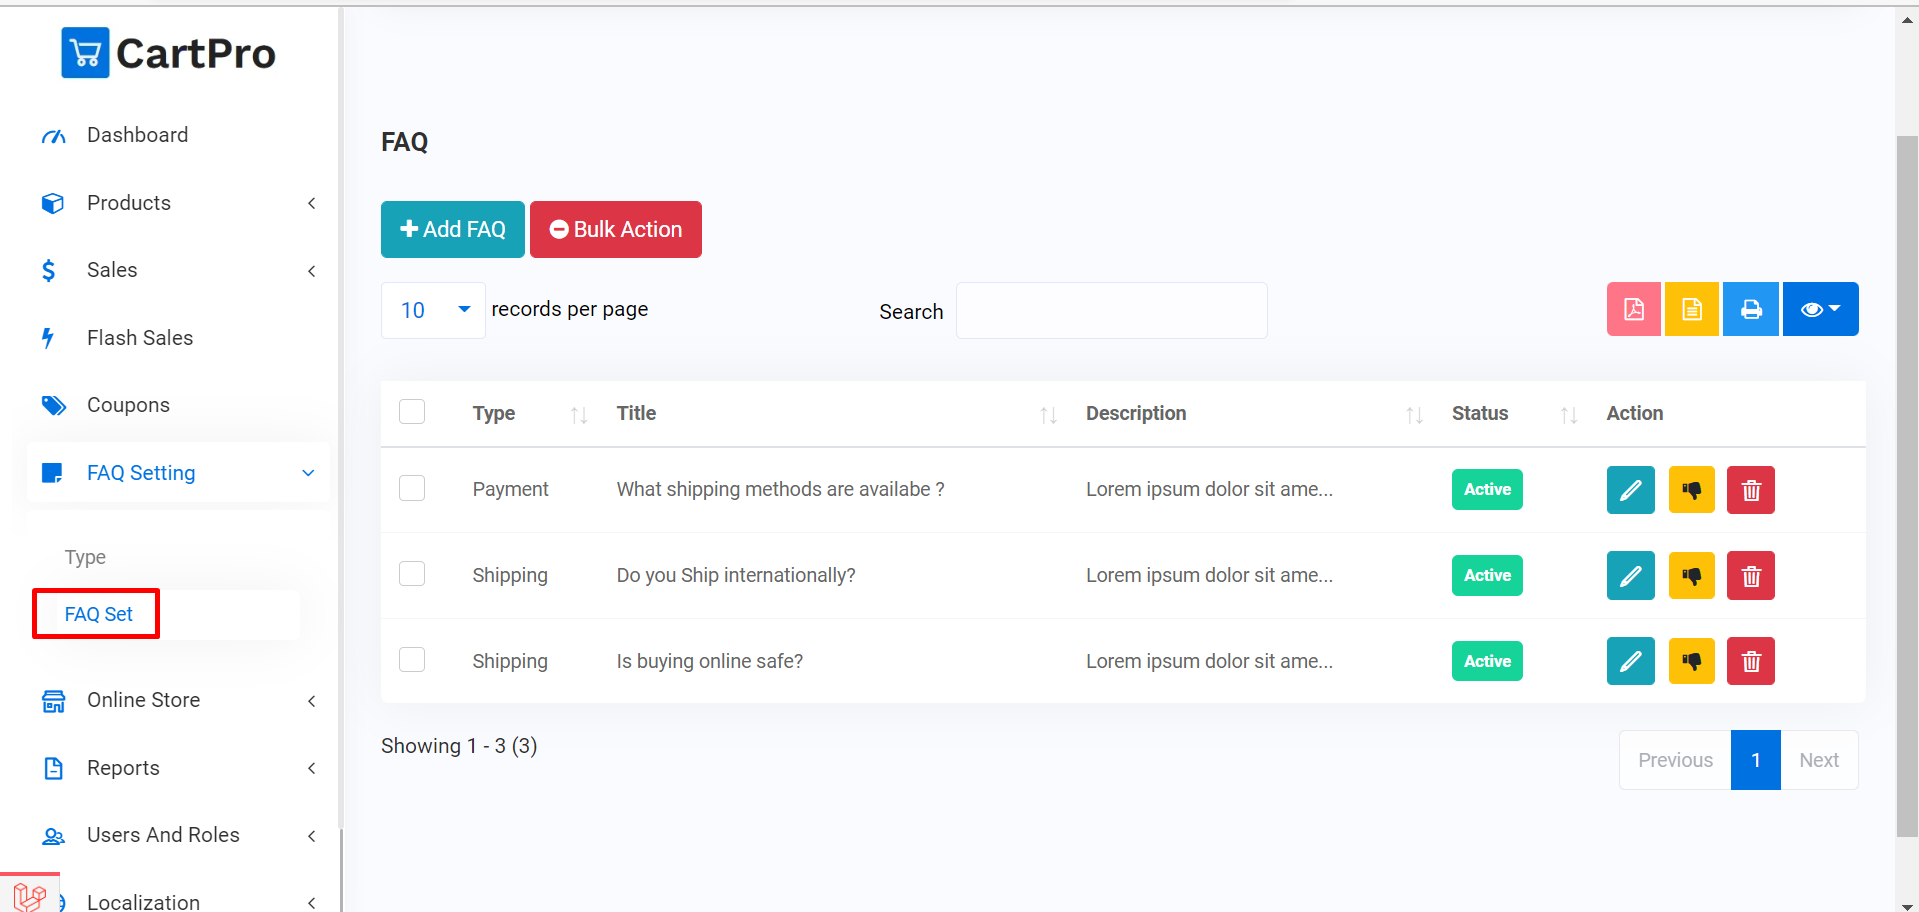 CartPro
Dashboard
Products
Sales
Flash Sales
Coupons
FAQ Setting
Type
FAQ Set
Online Store
Reports
Users And Roles
Localization
FAQ
Add FAQ Bulk Action
10 records per page Search
Type Title Description Status Action
Payment What shipping methods are availabe ? Lorem ipsum dolor sit ame... Active
Shipping Do you Ship internationally? Lorem ipsum dolor sit ame... Active
Shipping Is buying online safe? Lorem ipsum dolor sit ame... Active
Showing 1 - 3 (3)
Previous 1 Next